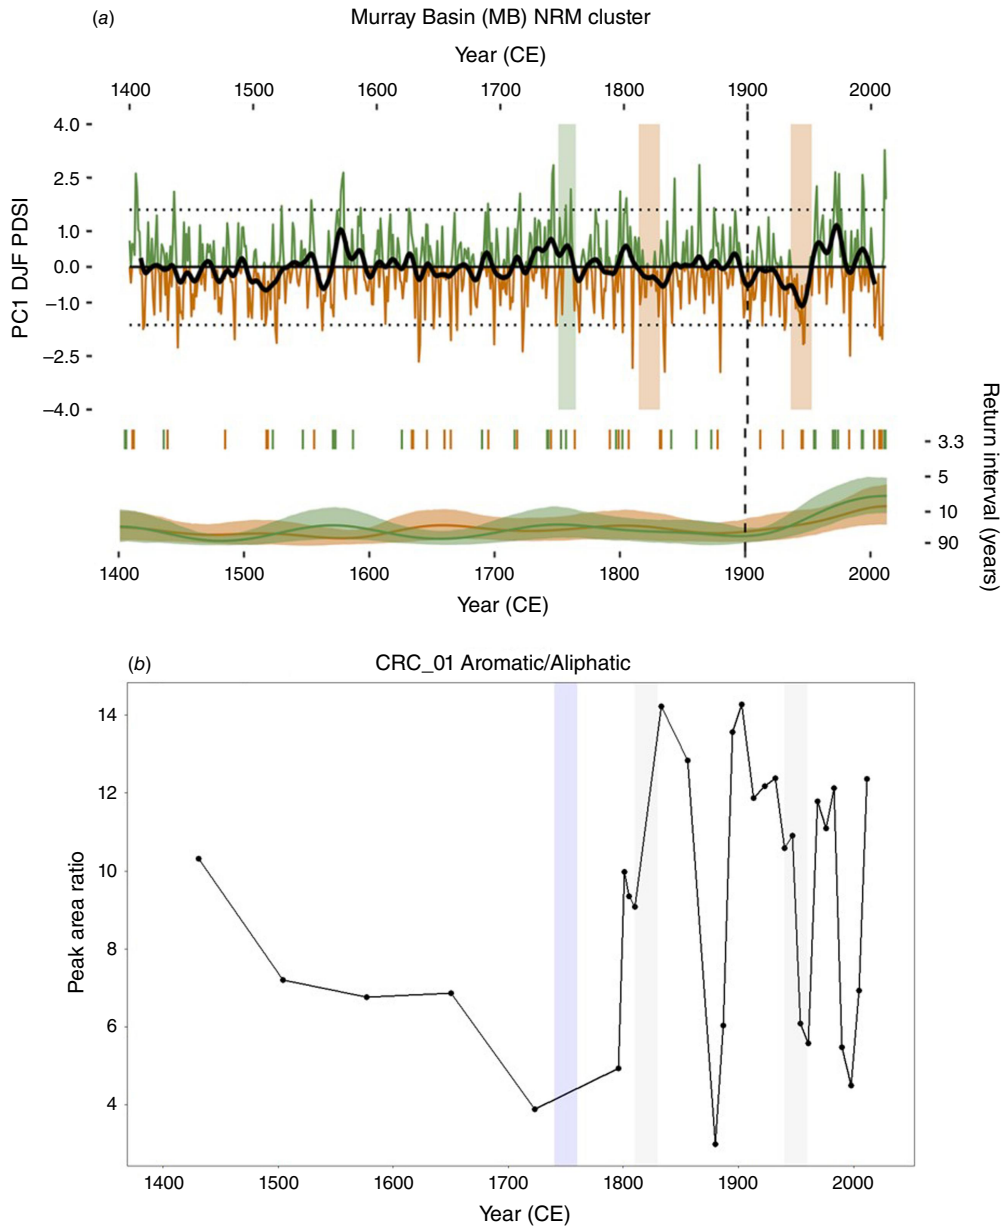 (a)
Murray Basin (MB) NRM cluster
Year (CE)
1400 1500 1600 1700 1800 1900 2000
PC1 DJF PDSI
4.0
2.5
1.0
0.0
–1.0
–2.5
–4.0
Return interval (years)
3.3
5
10
90
1400 1500 1600 1700 1800 1900 2000
Year (CE)
(b)
CRC_01 Aromatic/Aliphatic
Peak area ratio
14
12
10
8
6
4
1400 1500 1600 1700 1800 1900 2000
Year (CE)